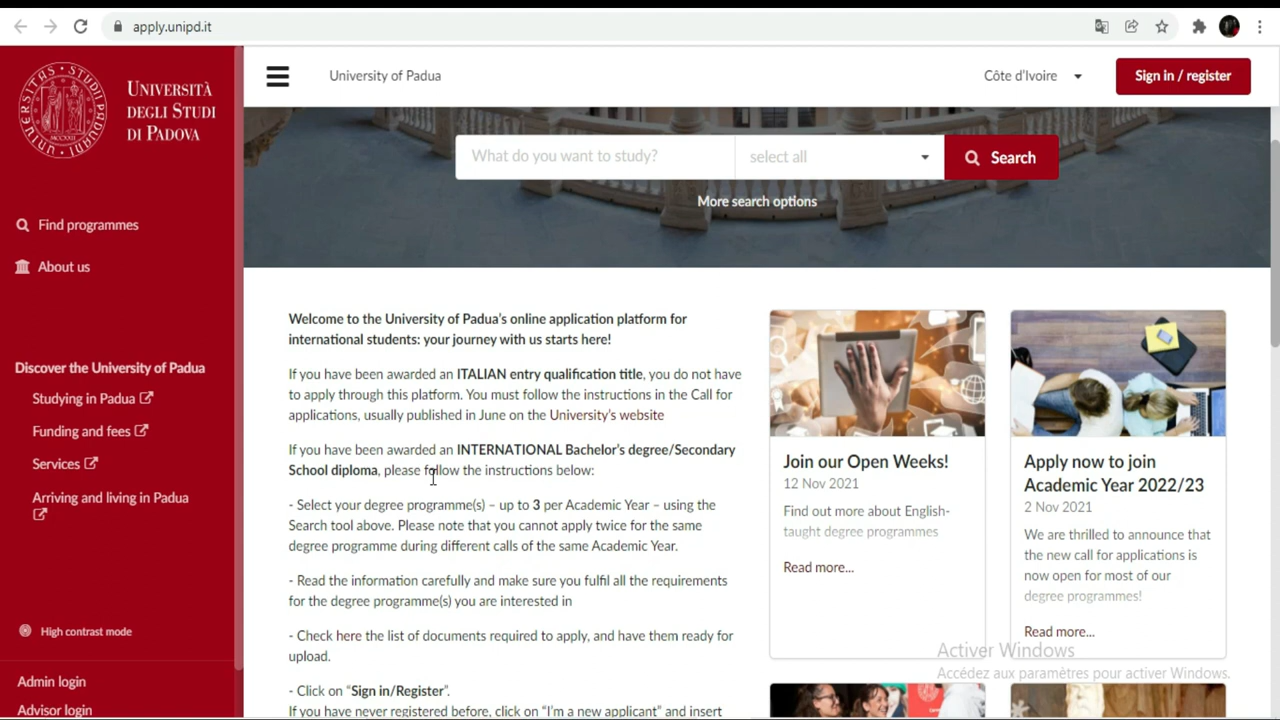 apply.unipd.it
UNIVERSITÀ
DEGLI STUDI
DI PADOVA
University of Padua
Côte d'Ivoire
Sign in / register
What do you want to study?
select all
Search
More search options
Find programmes
About us
Discover the University of Padua
Studying in Padua
Funding and fees
Services
Arriving and living in Padua
High contrast mode
Admin login
Advisor login
Welcome to the University of Padua's online application platform for
international students: your journey with us starts here!
If you have been awarded an ITALIAN entry qualification title, you do not have
to apply through this platform. You must follow the instructions in the Call for
applications, usually published in June on the University's website
If you have been awarded an INTERNATIONAL Bachelor's degree/Secondary
School diploma, please follow the instructions below:
- Select your degree programme(s) – up to 3 per Academic Year – using the
Search tool above. Please note that you cannot apply twice for the same
degree programme during different calls of the same Academic Year.
- Read the information carefully and make sure you fulfil all the requirements
for the degree programme(s) you are interested in
- Check here the list of documents required to apply, and have them ready for
upload.
- Click on “Sign in/Register”.
If you have never registered before, click on “I'm a new applicant” and insert
Join our Open Weeks!
12 Nov 2021
Find out more about English-
taught degree programmes
Read more...
Apply now to join
Academic Year 2022/23
2 Nov 2021
We are thrilled to announce that
the new call for applications is
now open for most of our
degree programmes!
Read more...
Activer Windows
Accédez aux paramètres pour activer Windows.